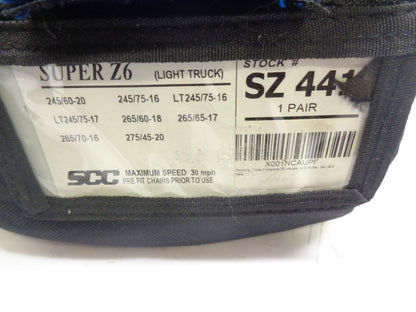 SUPER Z6 (LIGHT TRUCK)
245/60-20 245/75-16 LT245/75-16
LT245/75-17 265/60-18 265/65-17
265/70-16 275/45-20
SCC MAXIMUM SPEED 30 mph
PRE FIT CHAINS PRIOR TO USE
STOCK #
SZ 441
1 PAIR
X001NCAUPF